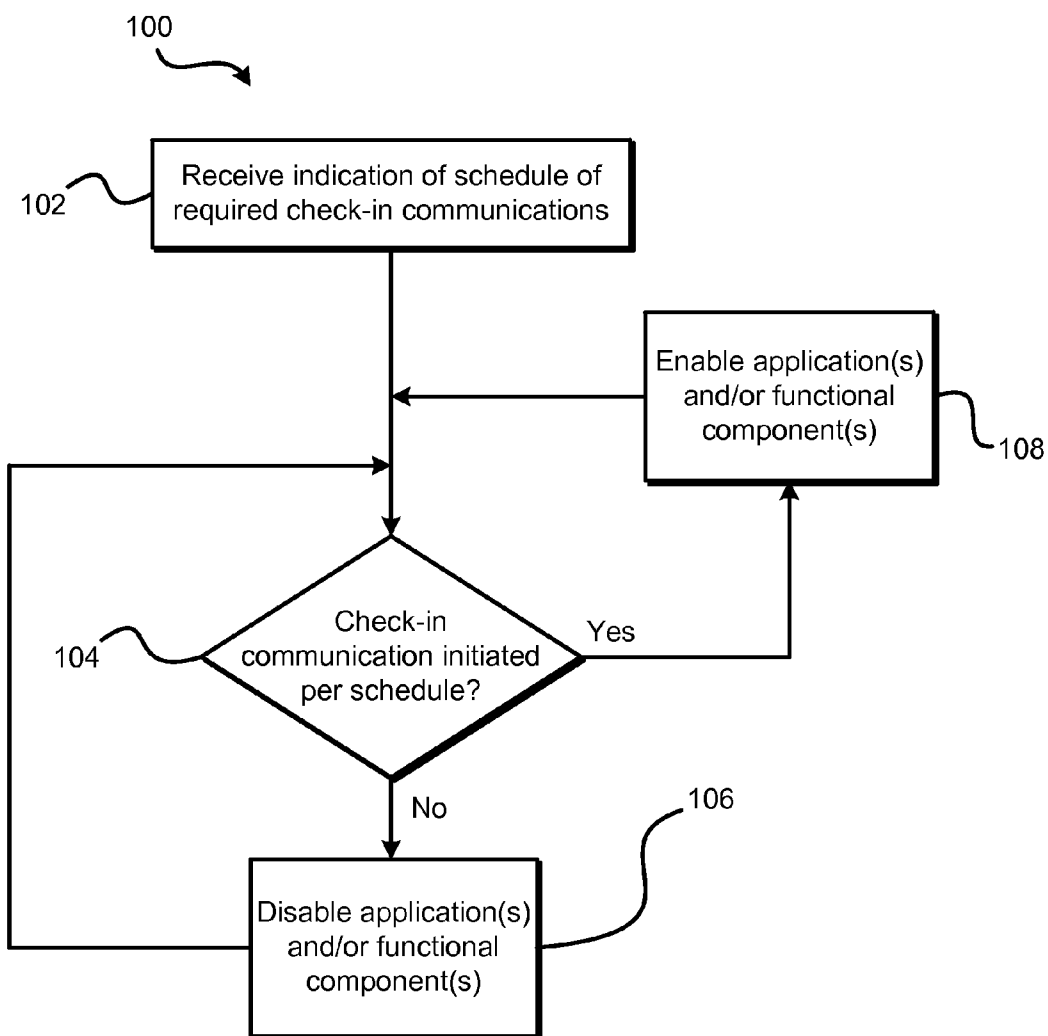 100
Receive indication of schedule of
required check-in communications
102
Enable application(s)
and/or functional
component(s)
108
Check-in
communication initiated
per schedule?
104
Yes
No
106
Disable application(s)
and/or functional
component(s)